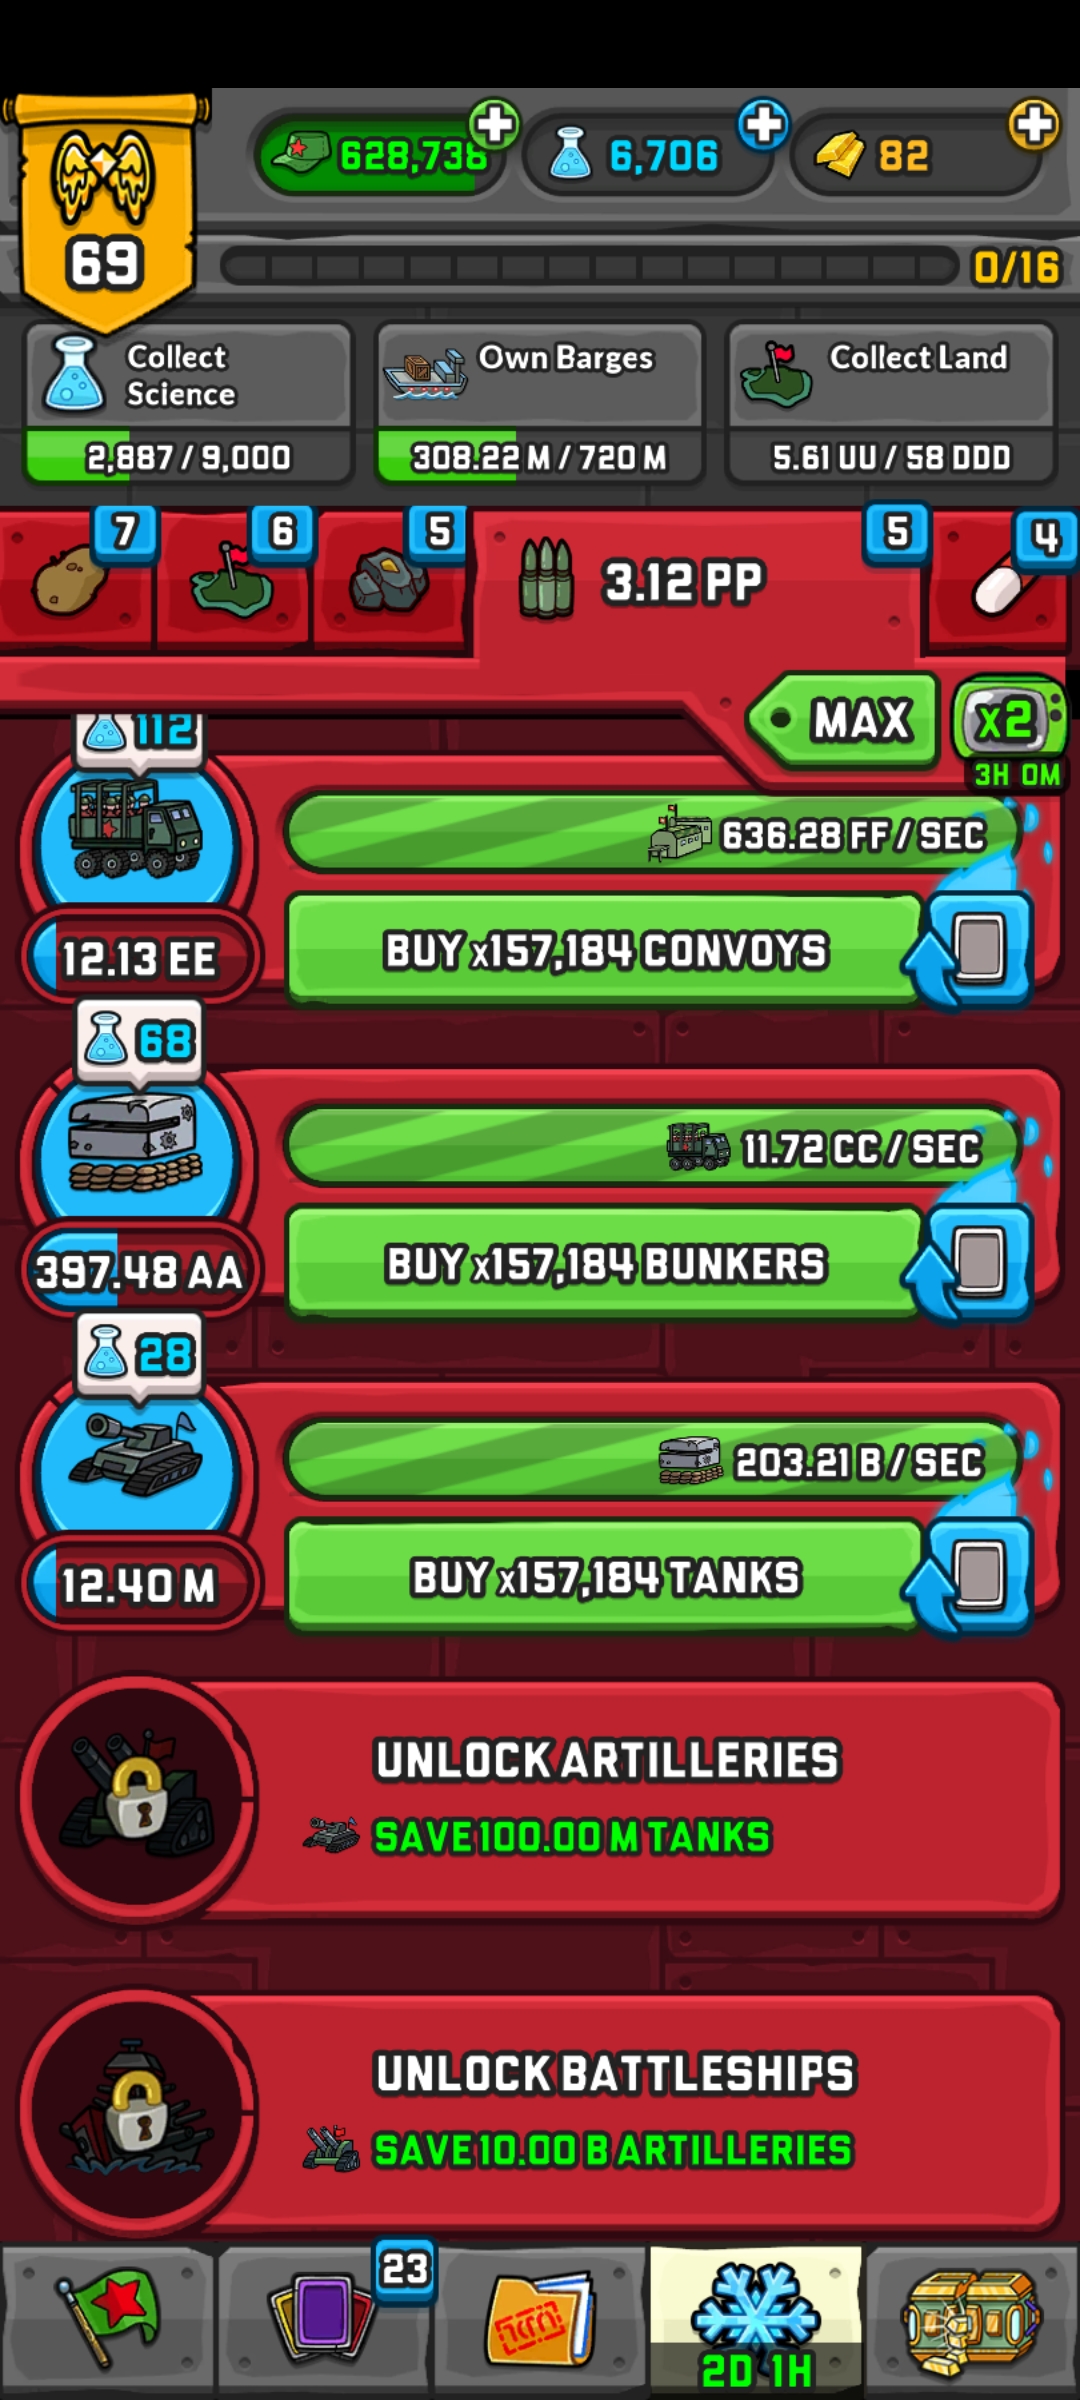 628,738
6,706
82
69
0/16
Collect
Science
2,887 / 9,000
Own Barges
308.22 M / 720 M
Collect Land
5.61 UU / 58 DDD
7
6
5
3.12 PP
5
4
MAX
x2
3H 0M
112
636.28 FF / SEC
BUY x157,184 CONVOYS
12.13 EE
68
11.72 CC / SEC
BUY x157,184 BUNKERS
397.48 AA
28
203.21 B / SEC
BUY x157,184 TANKS
12.40 M
UNLOCK ARTILLERIES
SAVE 100.00 M TANKS
UNLOCK BATTLESHIPS
SAVE 10.00 B ARTILLERIES
23
2D 1H